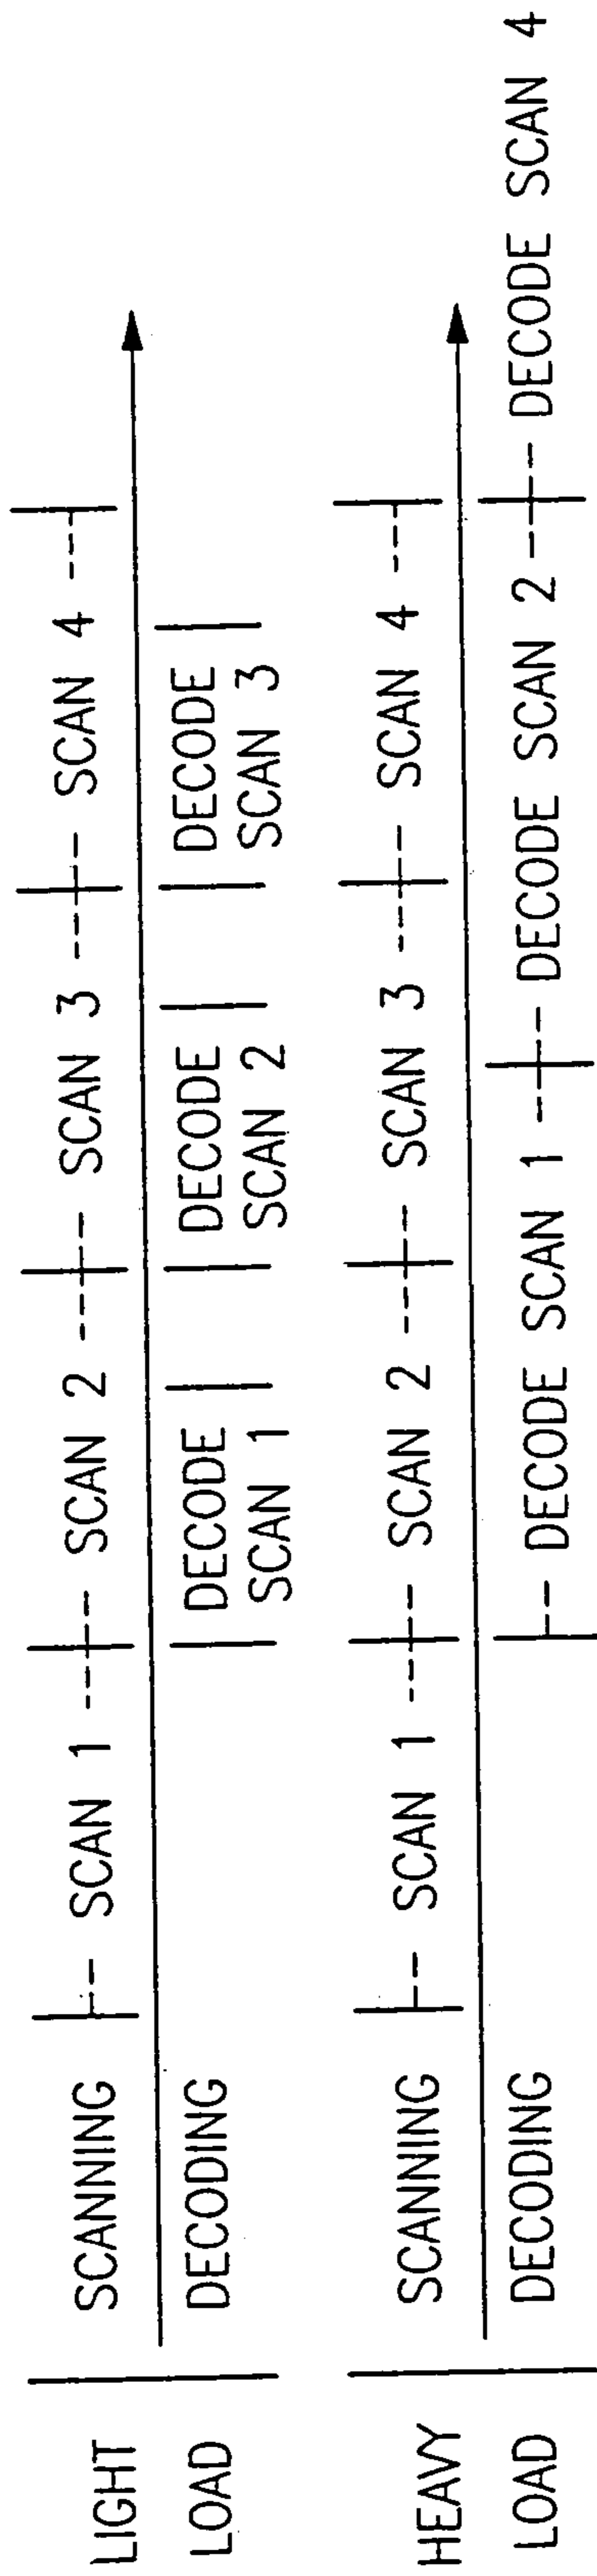 LIGHT
LOAD
SCANNING
SCAN 1
SCAN 2
SCAN 3
SCAN 4
DECODING
DECODE
SCAN 1
DECODE
SCAN 2
DECODE
SCAN 3
HEAVY
LOAD
SCANNING
SCAN 1
SCAN 2
SCAN 3
SCAN 4
DECODING
DECODE SCAN 1
DECODE SCAN 2
DECODE SCAN 4